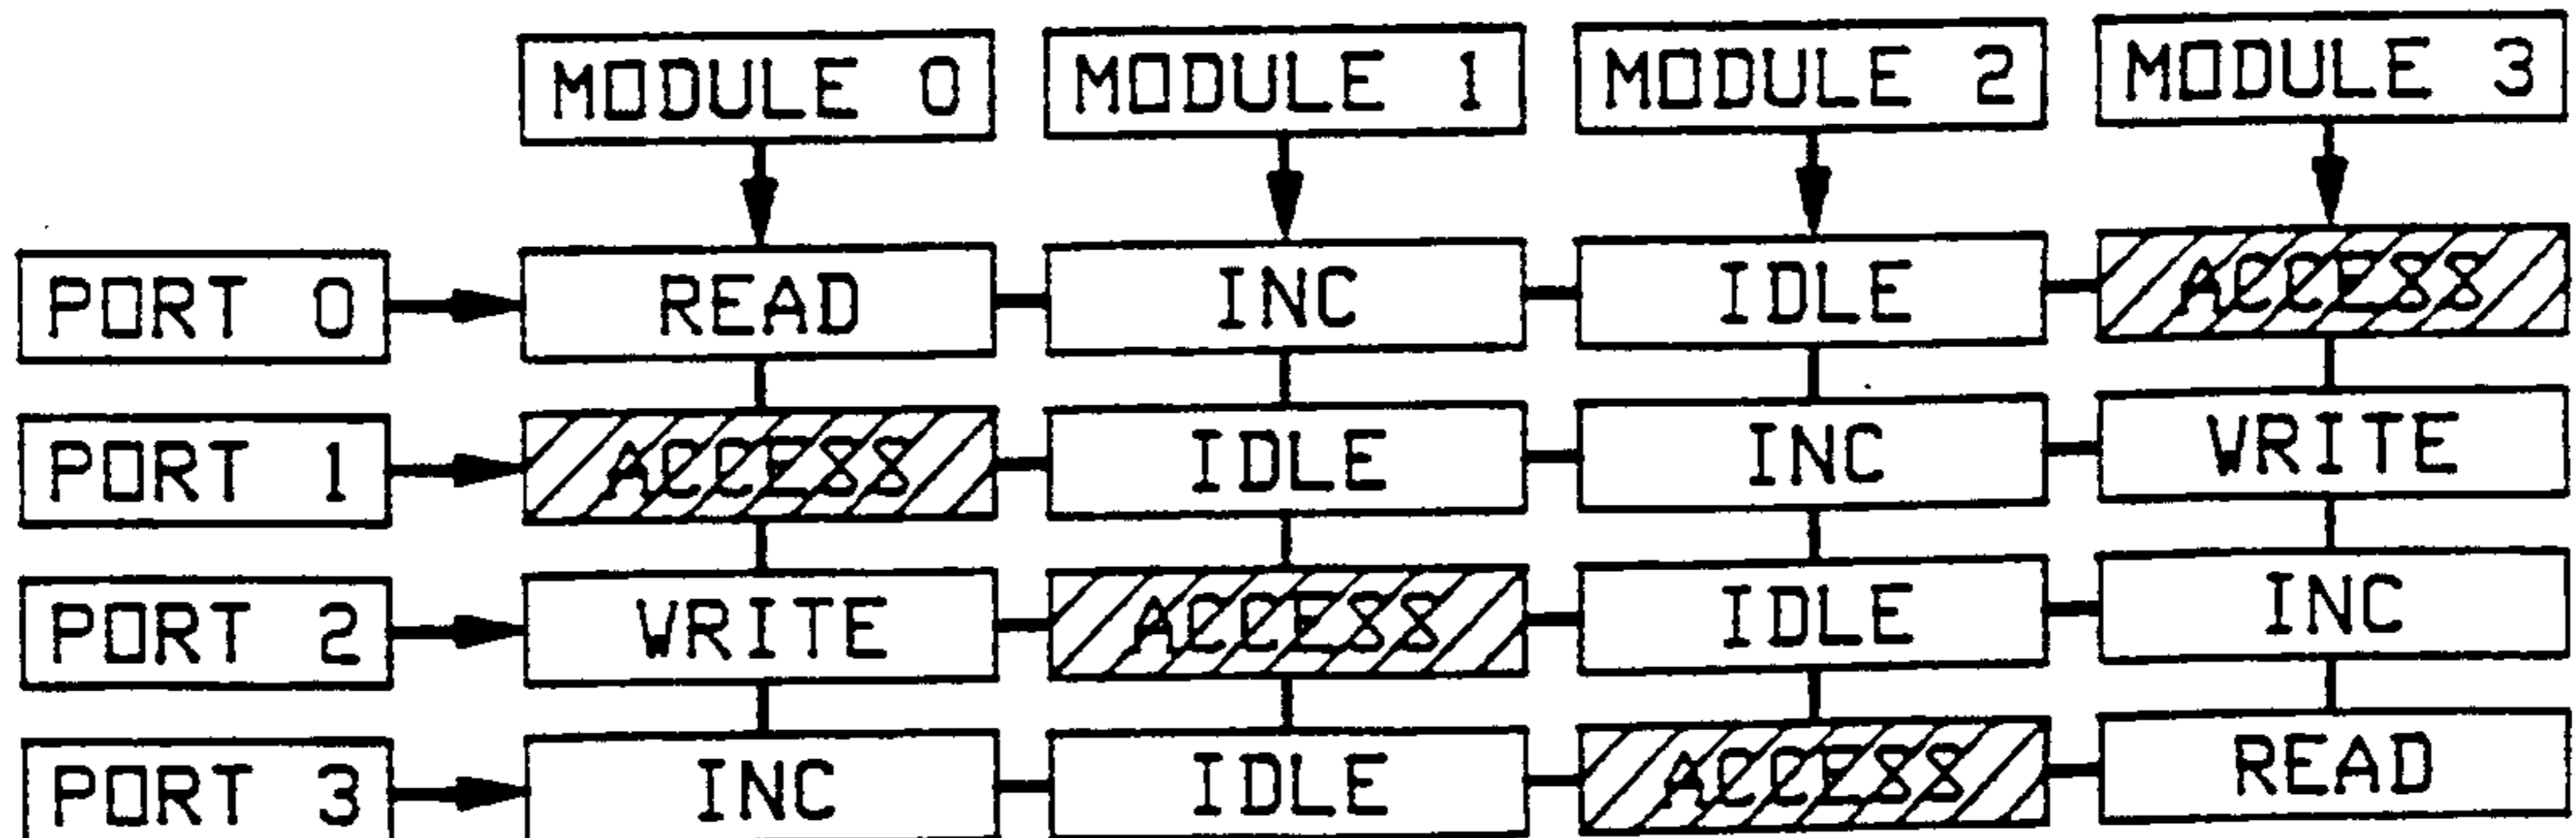 MODULE 0 MODULE 1 MODULE 2 MODULE 3
PORT 0 READ INC IDLE ACCESS
PORT 1 ACCESS IDLE INC WRITE
PORT 2 WRITE ACCESS IDLE INC
PORT 3 INC IDLE ACCESS READ